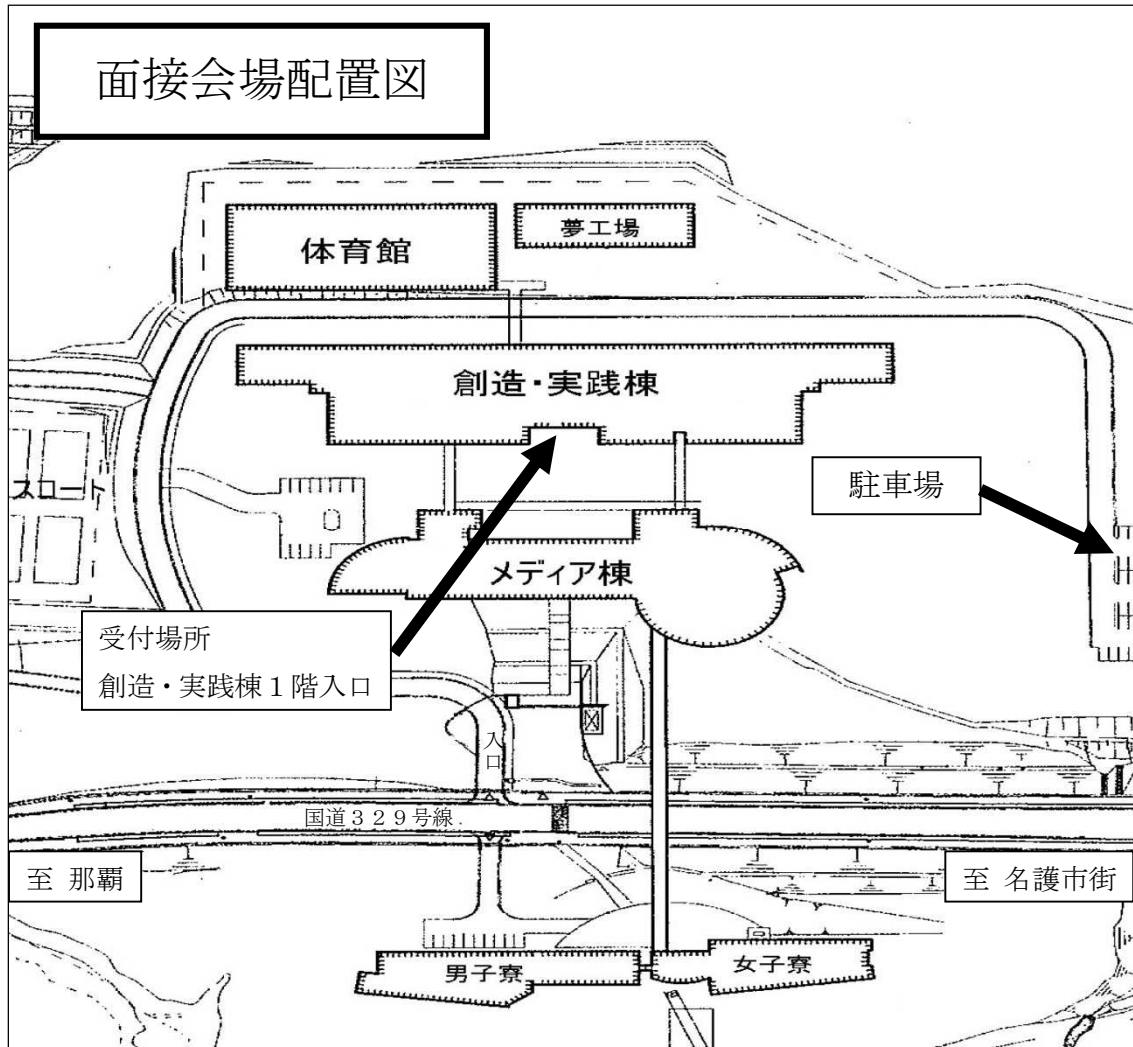 面接会場配置図
体育館
夢工場
創造・実践棟
スロート
駐車場
メディア棟
受付場所
創造・実践棟１階入口
入口
国道３２９号線
至 那覇
至 名護市街
男子寮
女子寮